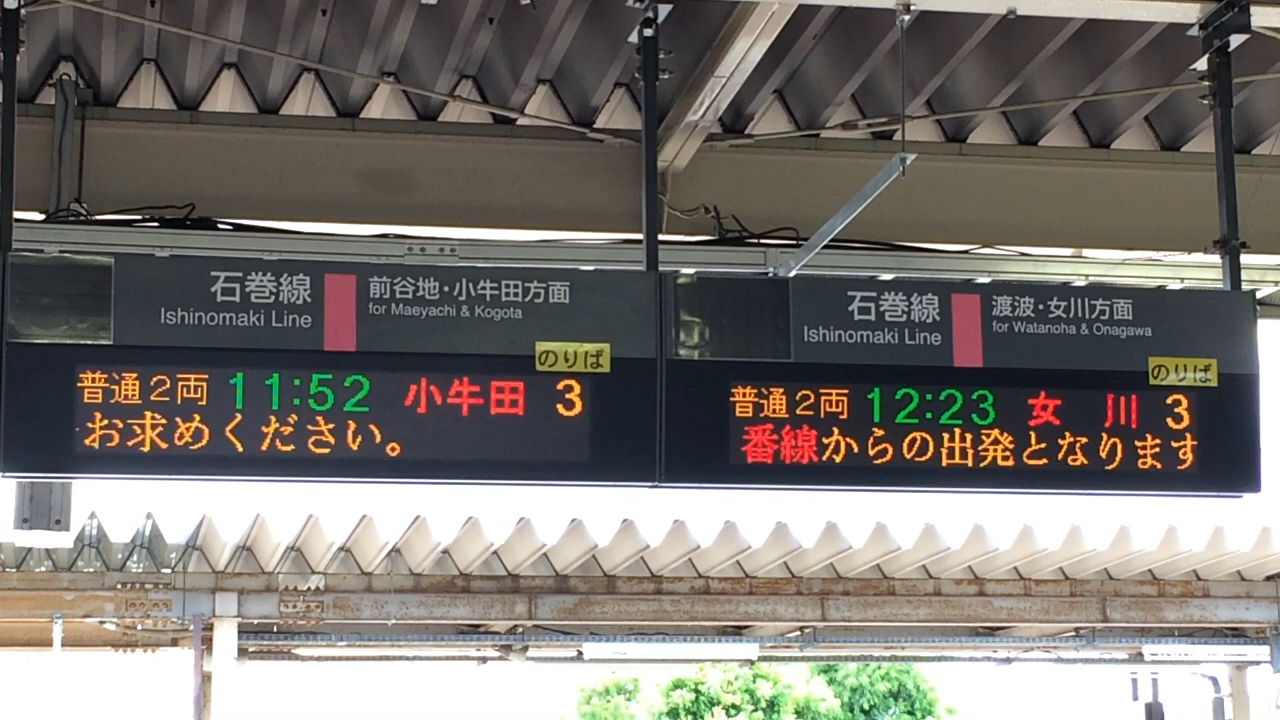 石巻線
Ishinomaki Line
前谷地・小牛田方面
for Maeyachi & Kogota
のりば
普通2両 11:52 小牛田 3
お求めください。
石巻線
Ishinomaki Line
渡波・女川方面
for Watanoha & Onagawa
のりば
普通2両 12:23 女川 3
番線からの出発となります